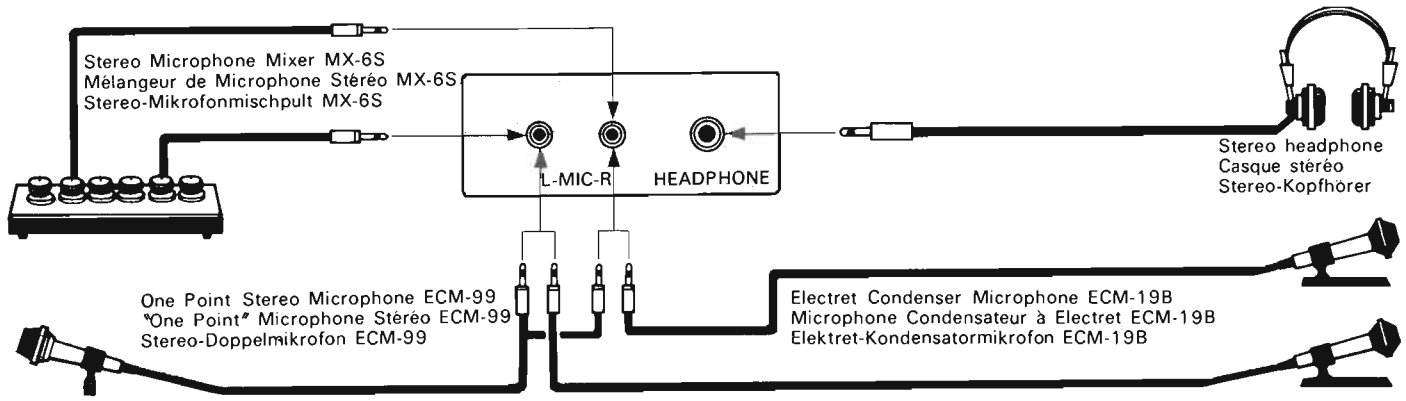 Stereo Microphone Mixer MX-6S
Mélangeur de Microphone Stéréo MX-6S
Stereo-Mikrofonmischpult MX-6S
L-MIC-R
HEADPHONE
Stereo headphone
Casque stéréo
Stereo-Kopfhörer
One Point Stereo Microphone ECM-99
"One Point" Microphone Stéréo ECM-99
Stereo-Doppelmikrofon ECM-99
Electret Condenser Microphone ECM-19B
Microphone Condensateur à Electret ECM-19B
Elektret-Kondensatormikrofon ECM-19B